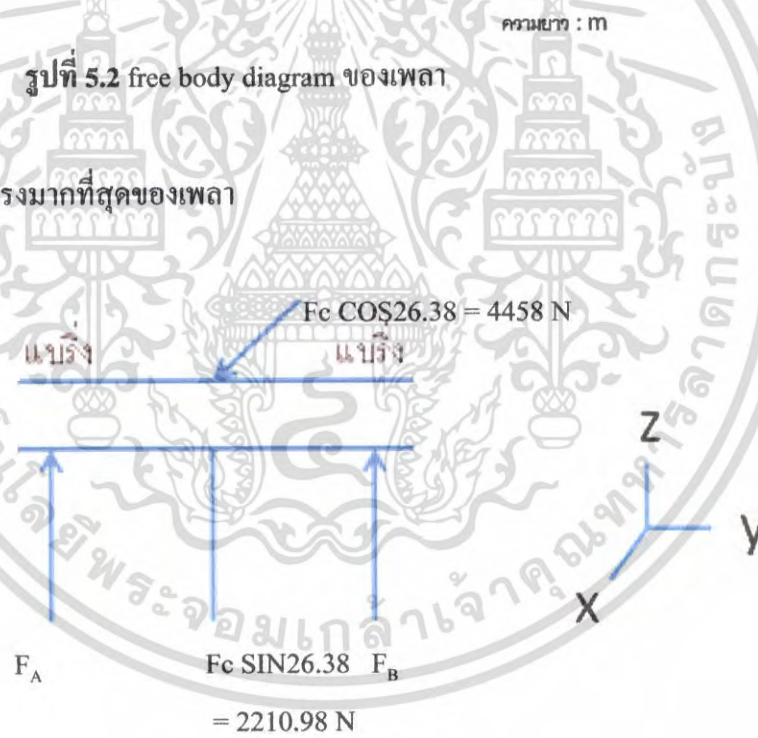 ความยาว : m
รูปที่ 5.2 free body diagram ของเพลา
รงมากที่สุดของเพลา
Fc COS26.38 = 4458 N
แบริ่ง แบริ่ง
Z
y
X
F_A Fc SIN26.38 F_B
= 2210.98 N